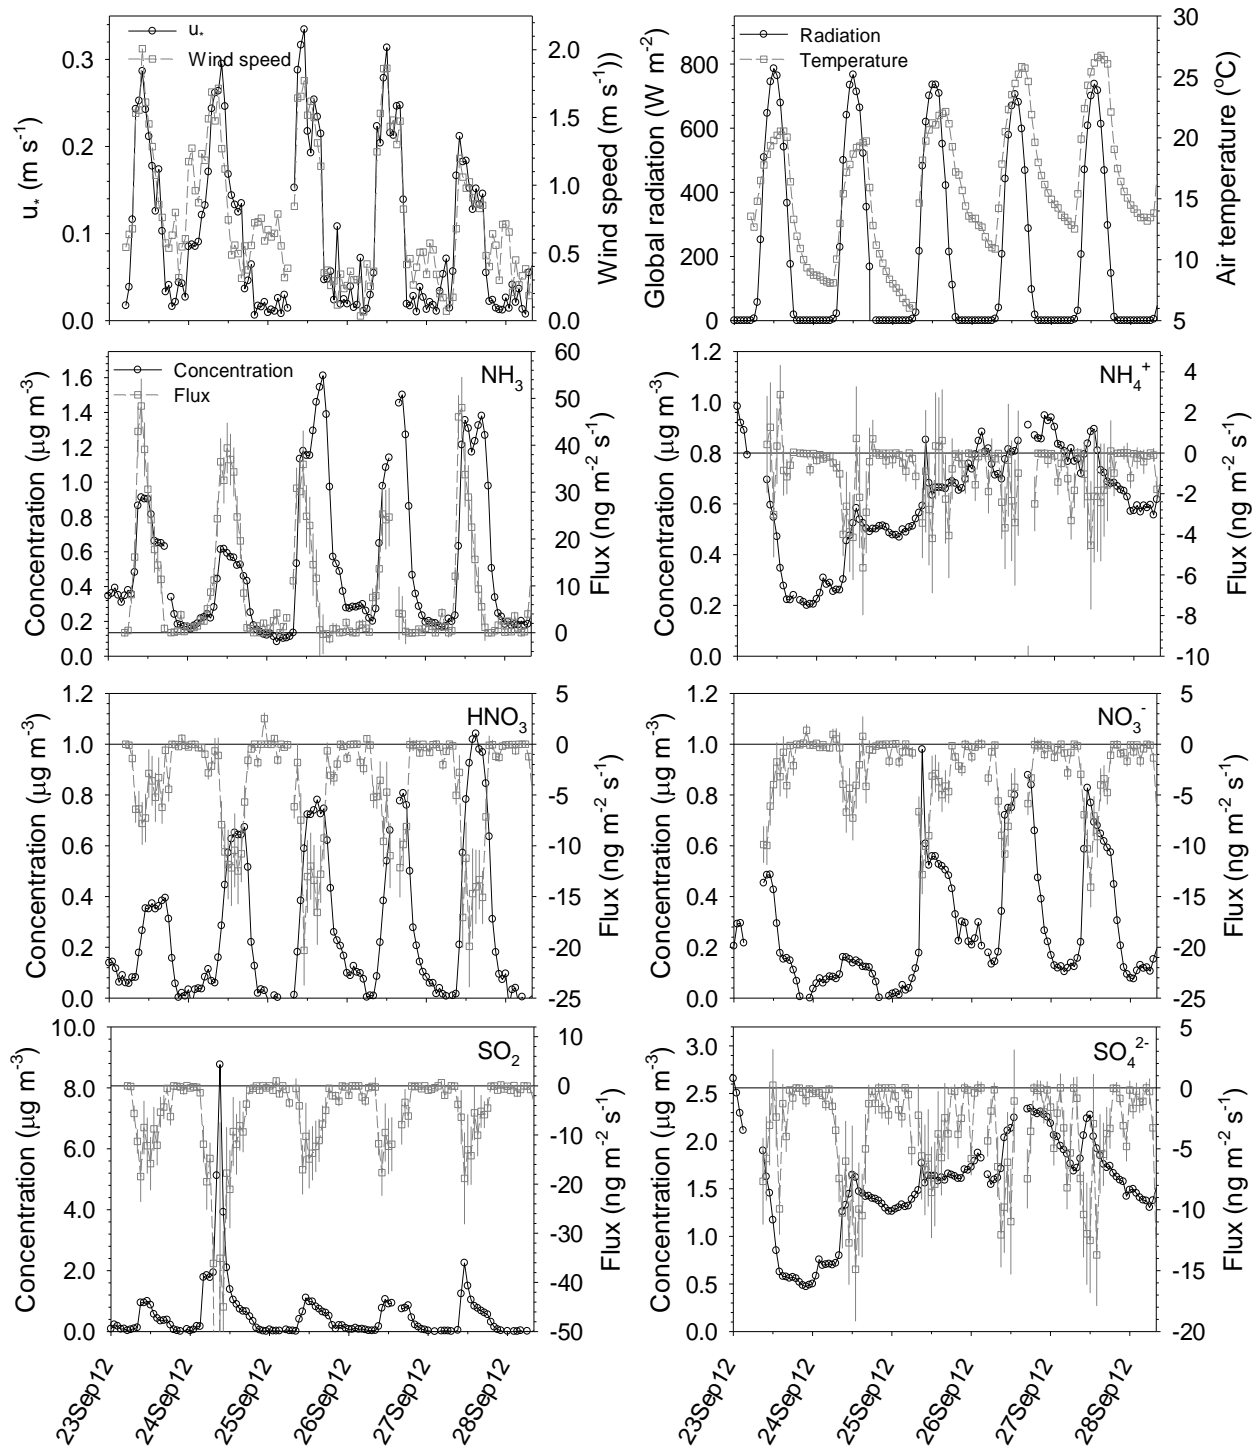 u* (m s-1)
0.3
0.2
0.1
0.0
u*
Wind speed
2.0
1.5
1.0
0.5
0.0
Wind speed (m s-1))
Global radiation (W m-2)
800
600
400
200
0
Radiation
Temperature
30
25
20
15
10
5
Air temperature (oC)
Concentration (µg m-3)
1.6
1.4
1.2
1.0
0.8
0.6
0.4
0.2
0.0
Concentration
Flux
NH3
60
50
40
30
20
10
0
Flux (ng m-2 s-1)
Concentration (µg m-3)
1.2
1.0
0.8
0.6
0.4
0.2
0.0
NH4+
4
2
0
-2
-4
-6
-8
-10
Flux (ng m-2 s-1)
Concentration (µg m-3)
1.2
1.0
0.8
0.6
0.4
0.2
0.0
HNO3
5
0
-5
-10
-15
-20
-25
Flux (ng m-2 s-1)
Concentration (µg m-3)
1.2
1.0
0.8
0.6
0.4
0.2
0.0
NO3-
5
0
-5
-10
-15
-20
-25
Flux (ng m-2 s-1)
Concentration (µg m-3)
10.0
8.0
6.0
4.0
2.0
0.0
SO2
10
0
-10
-20
-30
-40
-50
Flux (ng m-2 s-1)
23Sep12
24Sep12
25Sep12
26Sep12
27Sep12
28Sep12
Concentration (µg m-3)
3.0
2.5
2.0
1.5
1.0
0.5
0.0
SO42-
5
0
-5
-10
-15
-20
Flux (ng m-2 s-1)
23Sep12
24Sep12
25Sep12
26Sep12
27Sep12
28Sep12